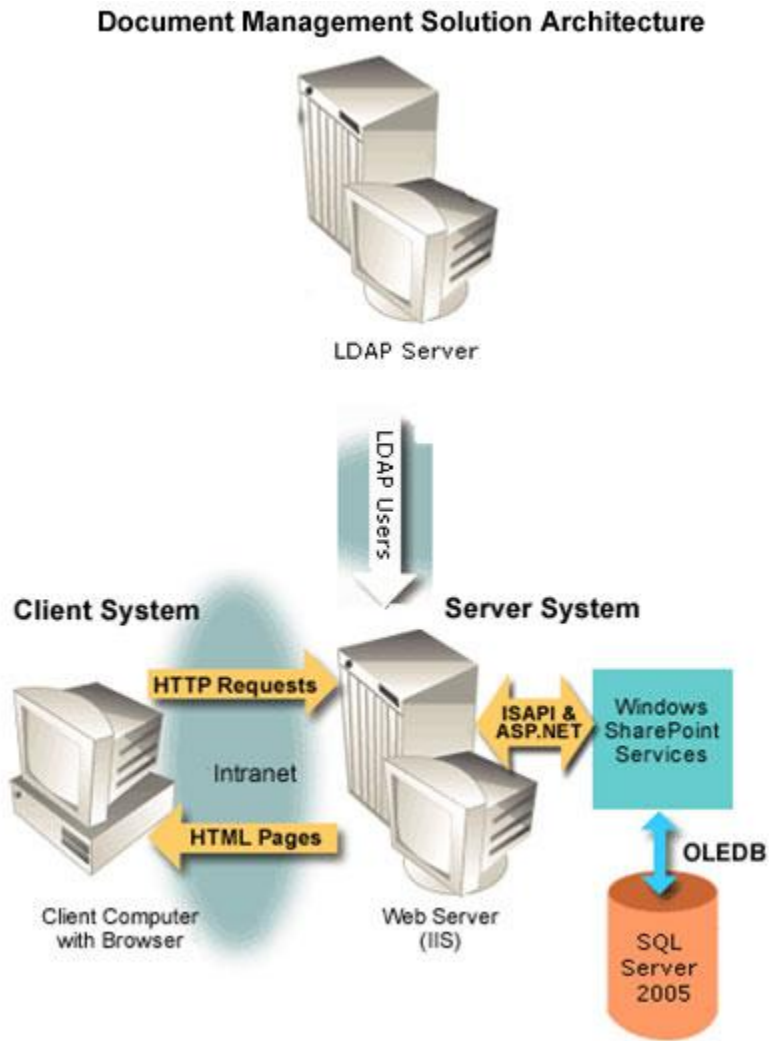 Document Management Solution Architecture
LDAP Server
LDAP Users
Client System
Server System
HTTP Requests
ISAPI &
ASP.NET
Windows
SharePoint
Services
Intranet
HTML Pages
OLEDB
Client Computer
with Browser
Web Server
(IIS)
SQL
Server
2005